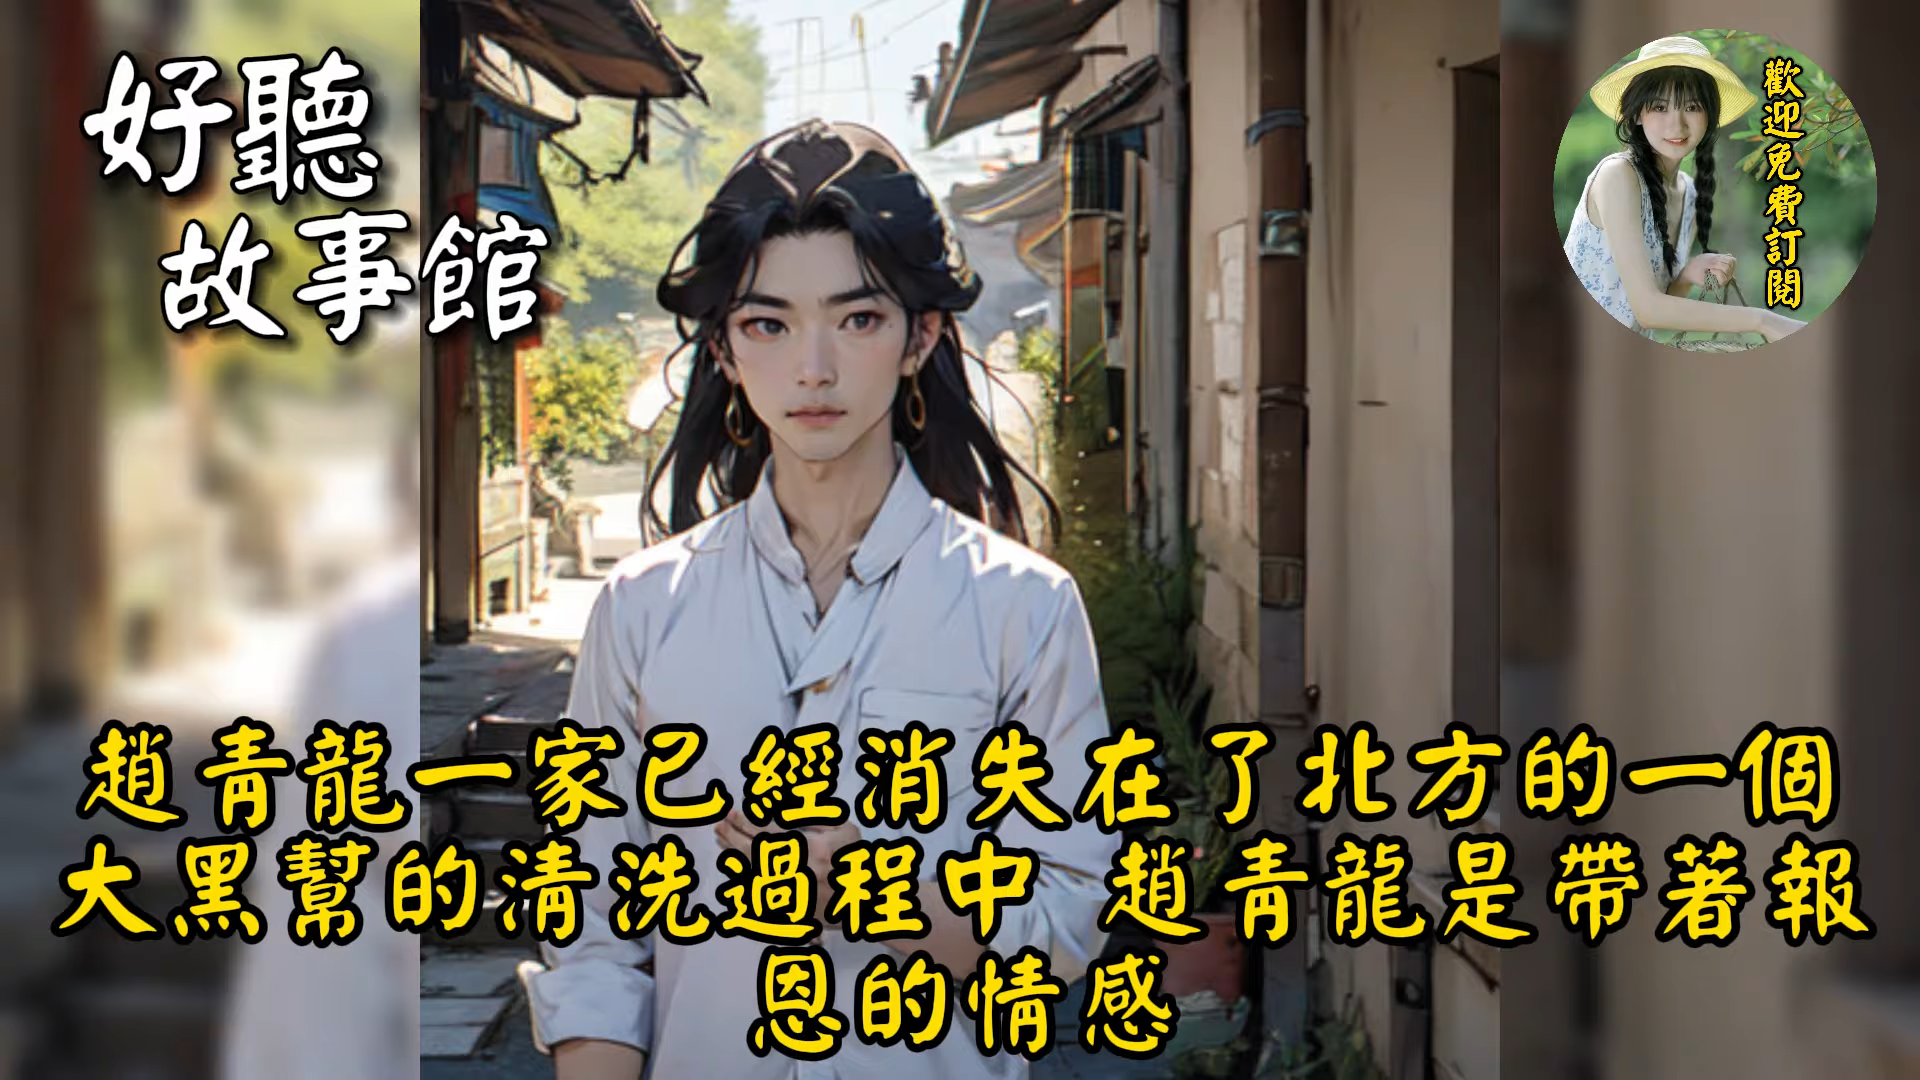 好聽
故事館
歡迎免費訂閱
趙青龍一家已經消失在了北方的一個
大黑幫的清洗過程中 趙青龍是帶著報
恩的情感